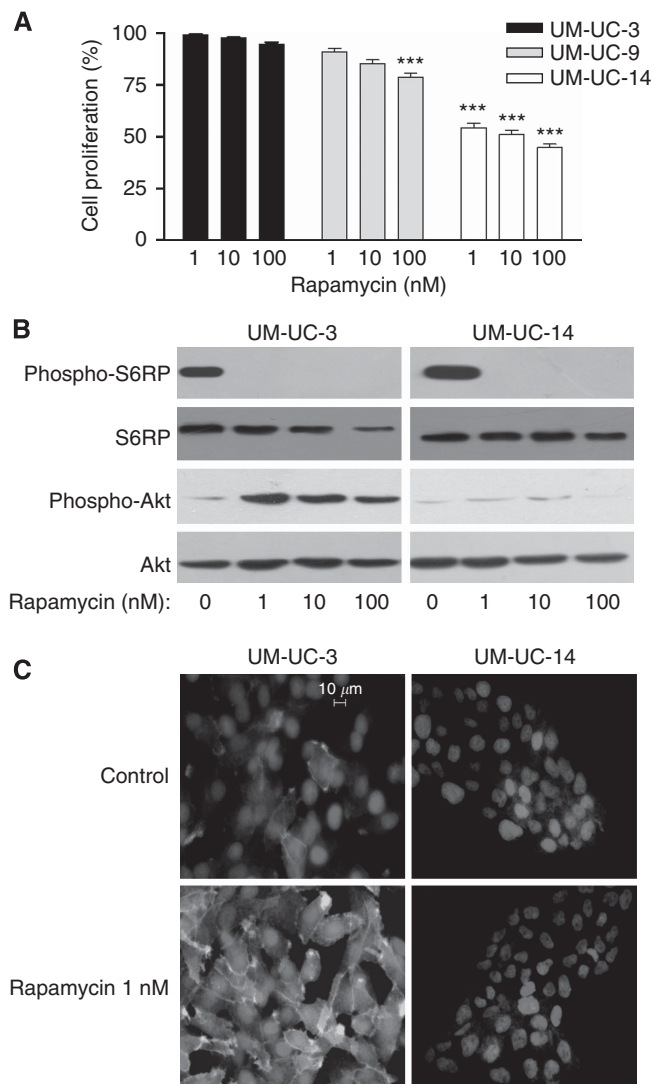 A
Cell proliferation (%)
100
75
50
25
0
***
*** *** ***
UM-UC-3
UM-UC-9
UM-UC-14
1 10 100 1 10 100 1 10 100
Rapamycin (nM)
B
UM-UC-3 UM-UC-14
Phospho-S6RP
S6RP
Phospho-Akt
Akt
Rapamycin (nM): 0 1 10 100 0 1 10 100
C
UM-UC-3 UM-UC-14
10 μm
Control
Rapamycin 1 nM